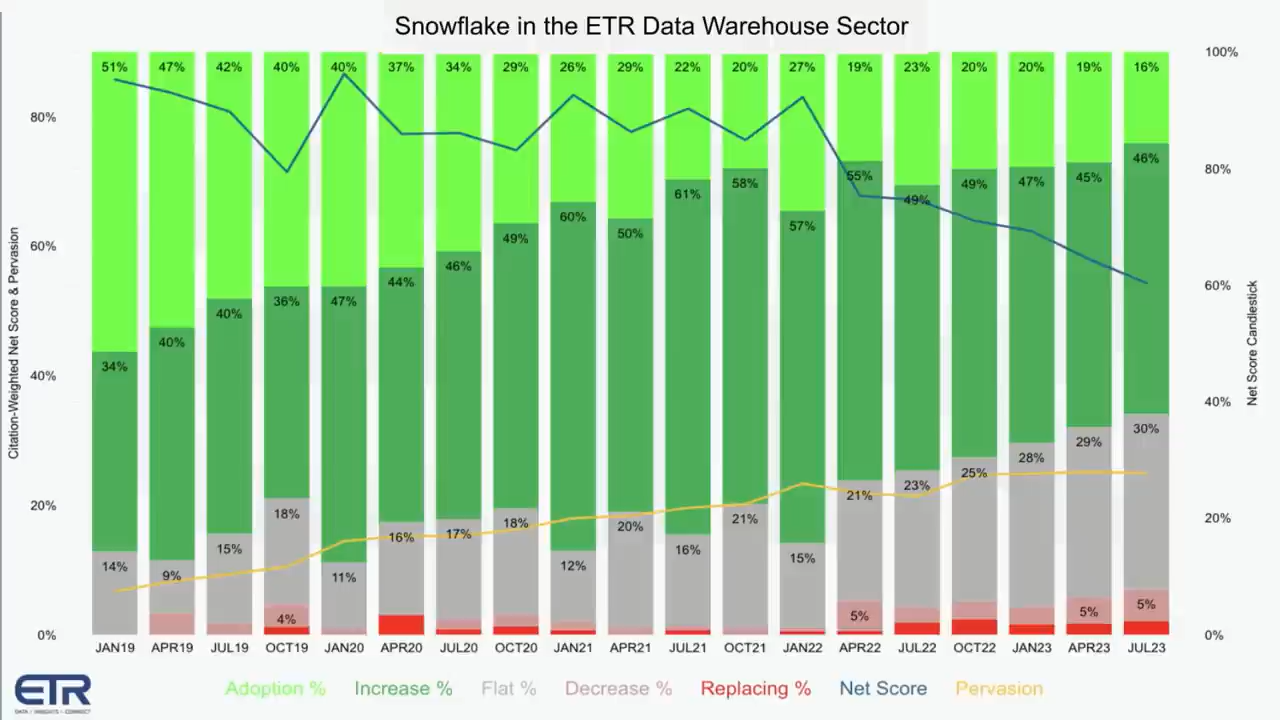 Snowflake in the ETR Data Warehouse Sector
100%
51% 47% 42% 40% 40% 37% 34% 29% 26% 29% 22% 20% 27% 19% 23% 20% 20% 19% 16%
80%
60%
40%
20%
0%
Citation-Weighted Net Score & Pervasion
34% 40% 40% 36% 47% 44% 46% 49% 60% 50% 61% 58% 57% 55% 49% 49% 47% 45% 46%
14% 9% 15% 18% 11% 16% 17% 18% 12% 20% 16% 21% 15% 21% 23% 25% 28% 29% 30%
4% 5% 5% 5%
80%
60%
40%
20%
0%
Net Score Candlestick
JAN19 APR19 JUL19 OCT19 JAN20 APR20 JUL20 OCT20 JAN21 APR21 JUL21 OCT21 JAN22 APR22 JUL22 OCT22 JAN23 APR23 JUL23
Adoption % Increase % Flat % Decrease % Replacing % Net Score Pervasion
ETR
DATA • INSIGHTS • CONNECT